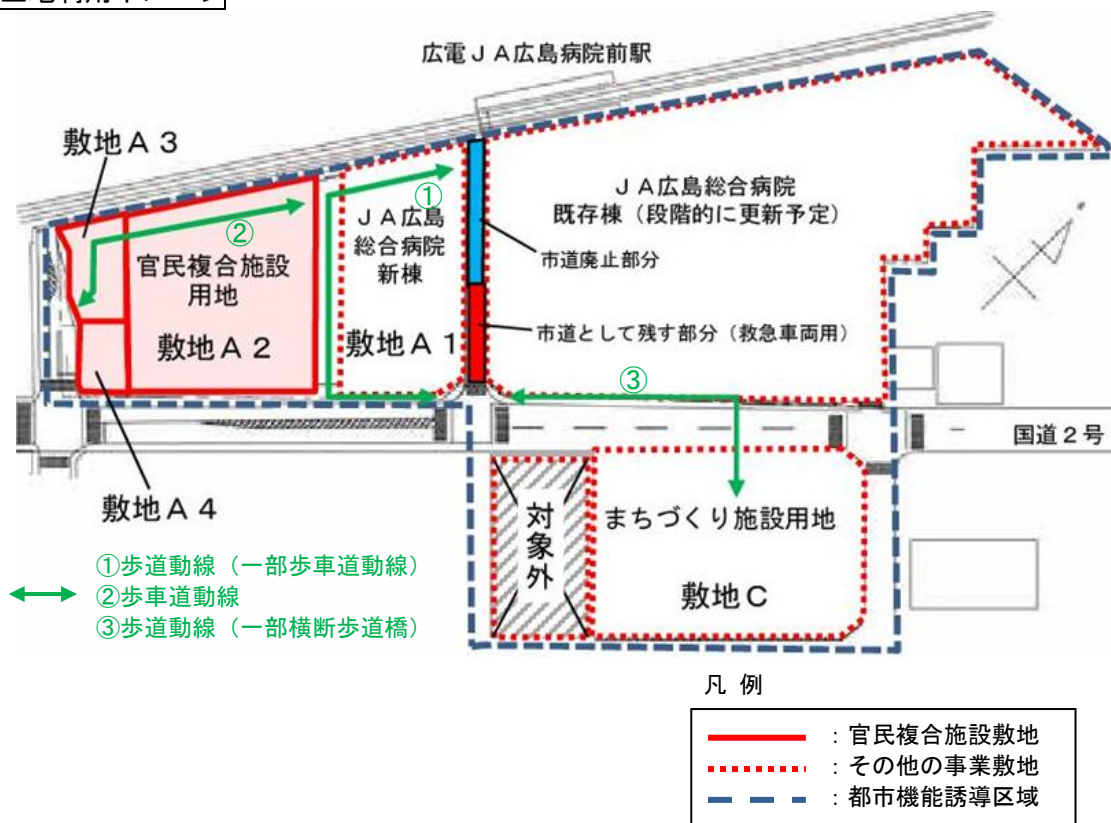 広電ＪＡ広島病院前駅
敷地Ａ３
①
ＪＡ広島
総合病院
新棟
敷地Ａ１
②
官民複合施設
用地
敷地Ａ２
ＪＡ広島総合病院
既存棟（段階的に更新予定）
市道廃止部分
市道として残す部分（救急車両用）
③
国道２号
敷地Ａ４
対象外
まちづくり施設用地
敷地Ｃ
①歩道動線（一部歩車道動線）
②歩車道動線
③歩道動線（一部横断歩道橋）
凡 例
：官民複合施設敷地
：その他の事業敷地
：都市機能誘導区域